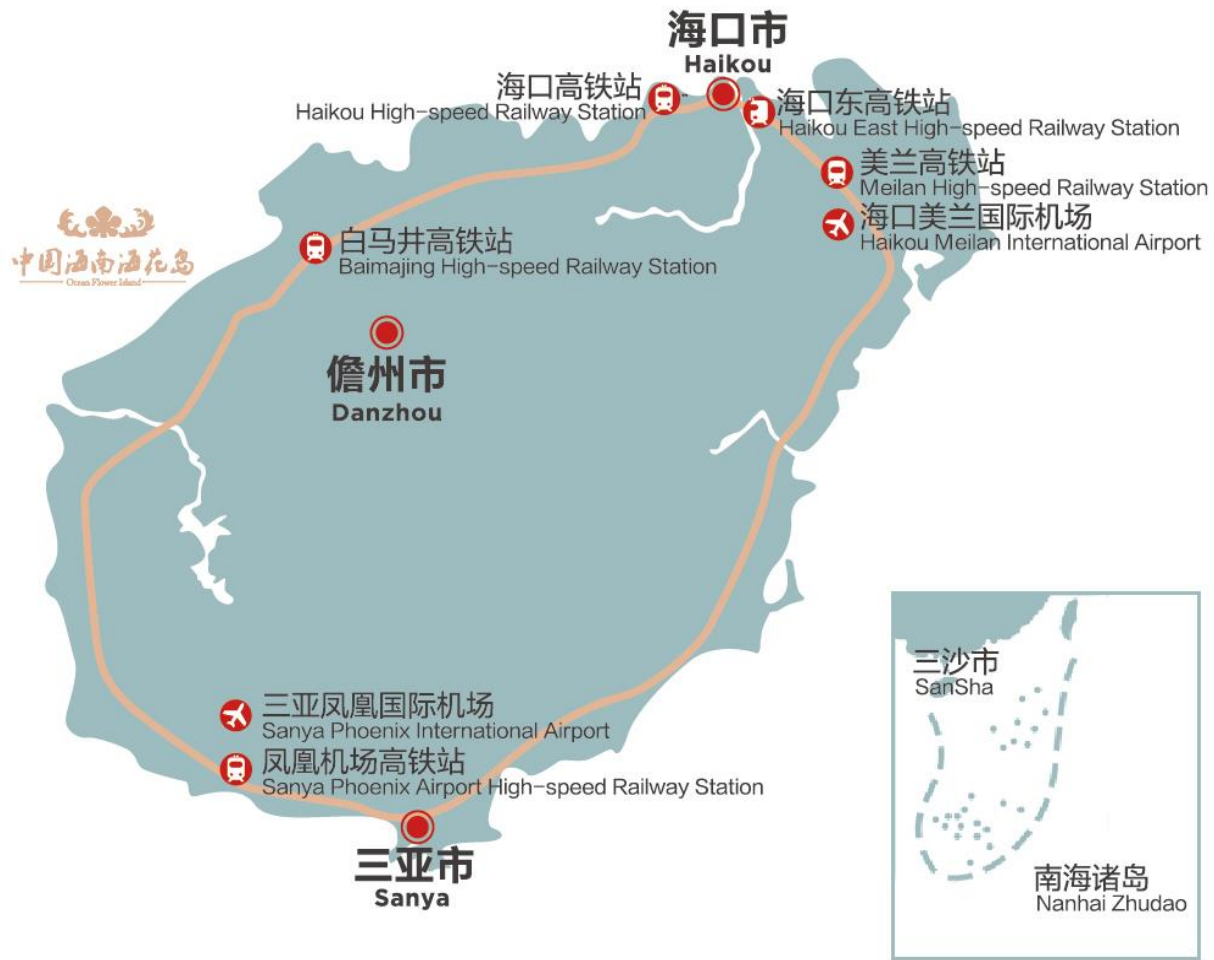 海口市
Haikou
海口高铁站
Haikou High-speed Railway Station
海口东高铁站
Haikou East High-speed Railway Station
美兰高铁站
Meilan High-speed Railway Station
海口美兰国际机场
Haikou Meilan International Airport
中国海南海花岛
Ocean Flower Island
白马井高铁站
Baimajing High-speed Railway Station
儋州市
Danzhou
三亚凤凰国际机场
Sanya Phoenix International Airport
凤凰机场高铁站
Sanya Phoenix Airport High-speed Railway Station
三亚市
Sanya
三沙市
SanSha
南海诸岛
Nanhai Zhudao